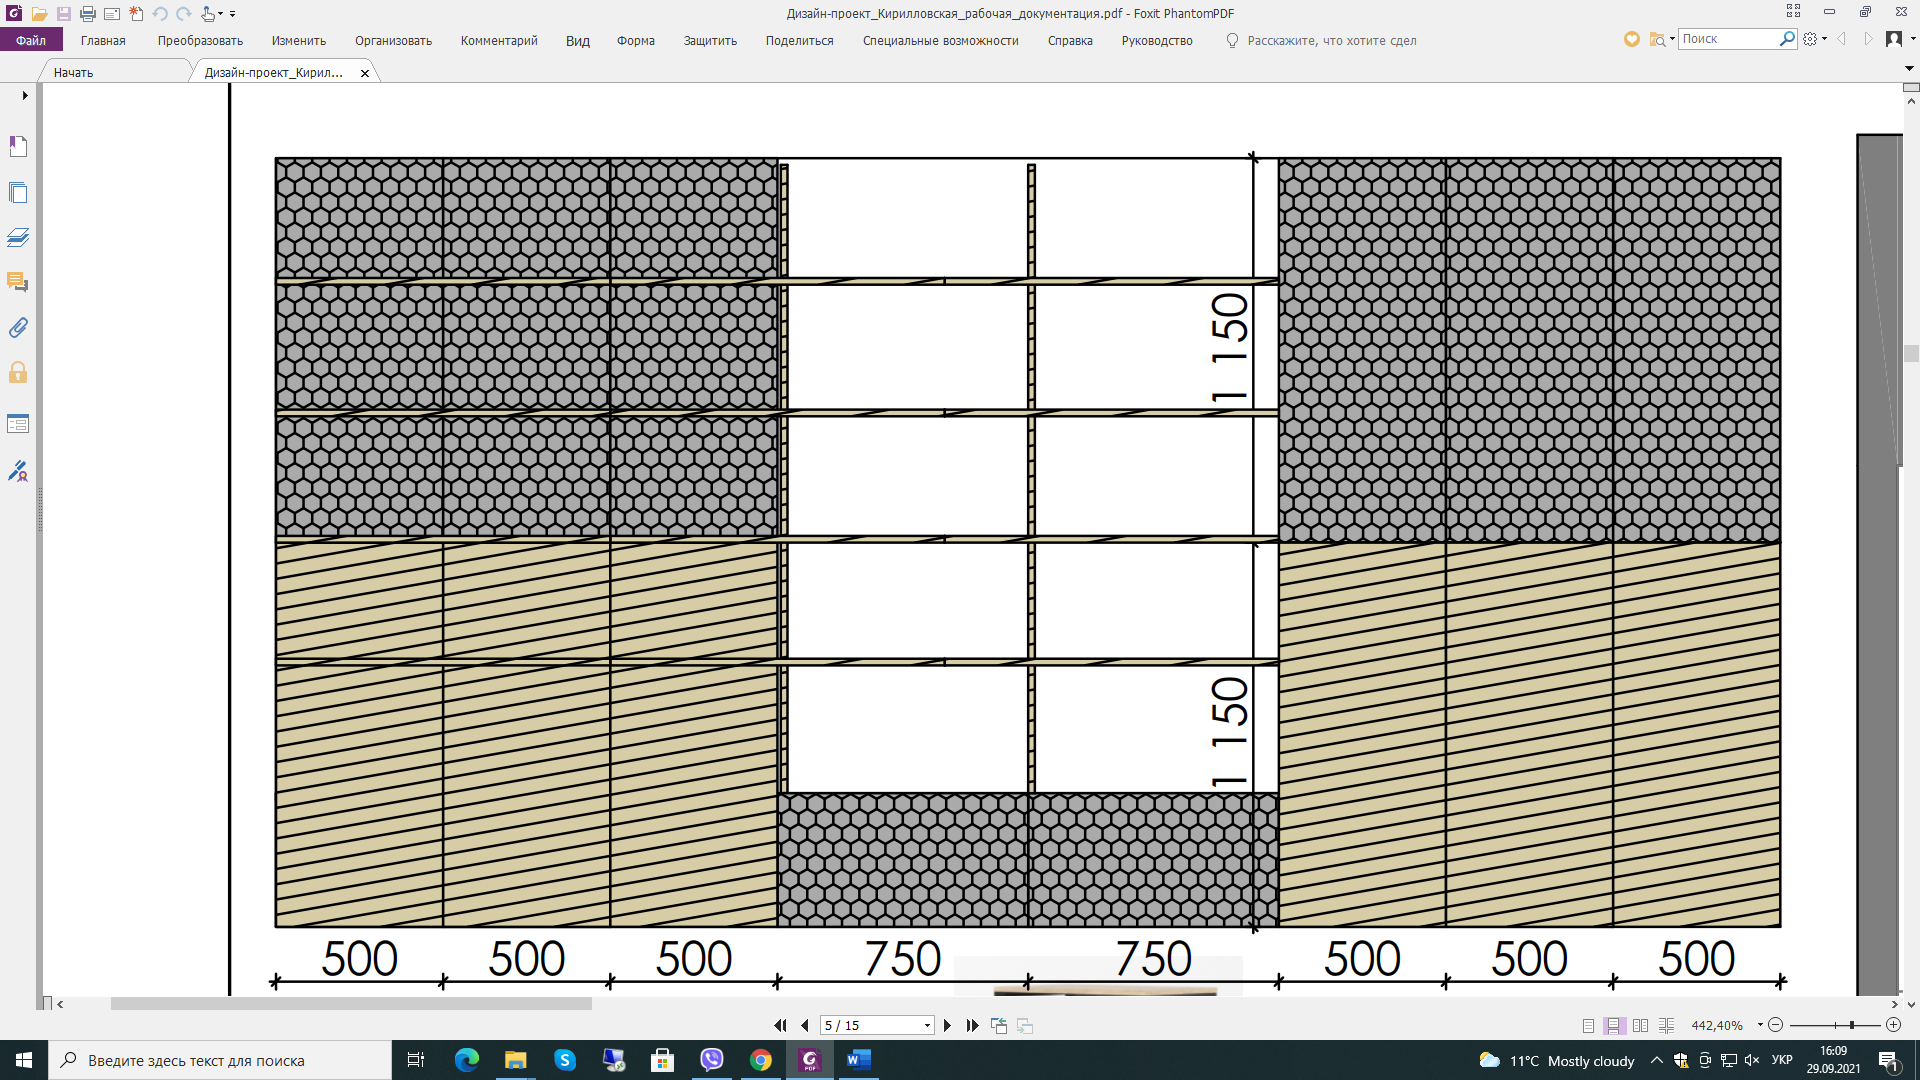 Дизайн-проект_Кирилловская_рабочая_документация.pdf - Foxit PhantomPDF
Файл Главная Преобразовать Изменить Организовать Комментарий Вид Форма Защитить Поделиться Специальные возможности Справка Руководство Расскажите, что хотите сдел Поиск
Начать Дизайн-проект_Кирил...
1 150
1 150
500 500 500 750 750 500 500 500
5 / 15 442,40%
Введите здесь текст для поиска 11°C Mostly cloudy УКР 16:09
29.09.2021
1